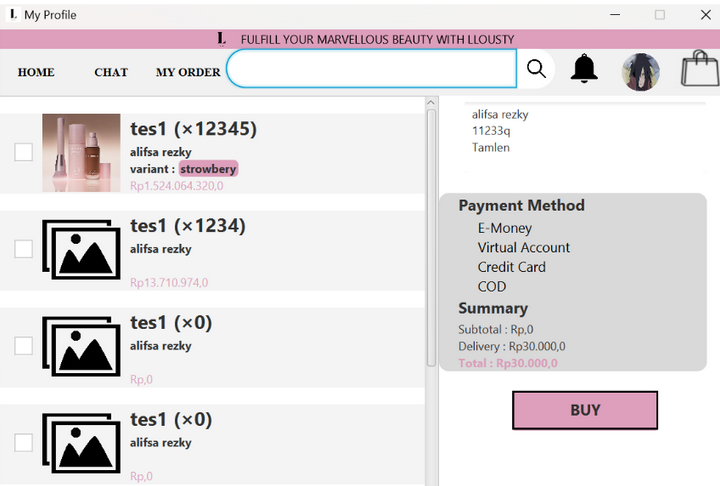 L My Profile
L FULFILL YOUR MARVELLOUS BEAUTY WITH LLOUSTY
HOME CHAT MY ORDER
tes1 (×12345)
alifsa rezky
variant : strowbery
Rp1.524.064.320,0
tes1 (×1234)
alifsa rezky
Rp13.710.974,0
tes1 (×0)
alifsa rezky
Rp,0
tes1 (×0)
alifsa rezky
Rp,0
alifsa rezky
11233q
Tamlen
Payment Method
E-Money
Virtual Account
Credit Card
COD
Summary
Subtotal : Rp,0
Delivery : Rp30.000,0
Total : Rp30.000,0
BUY